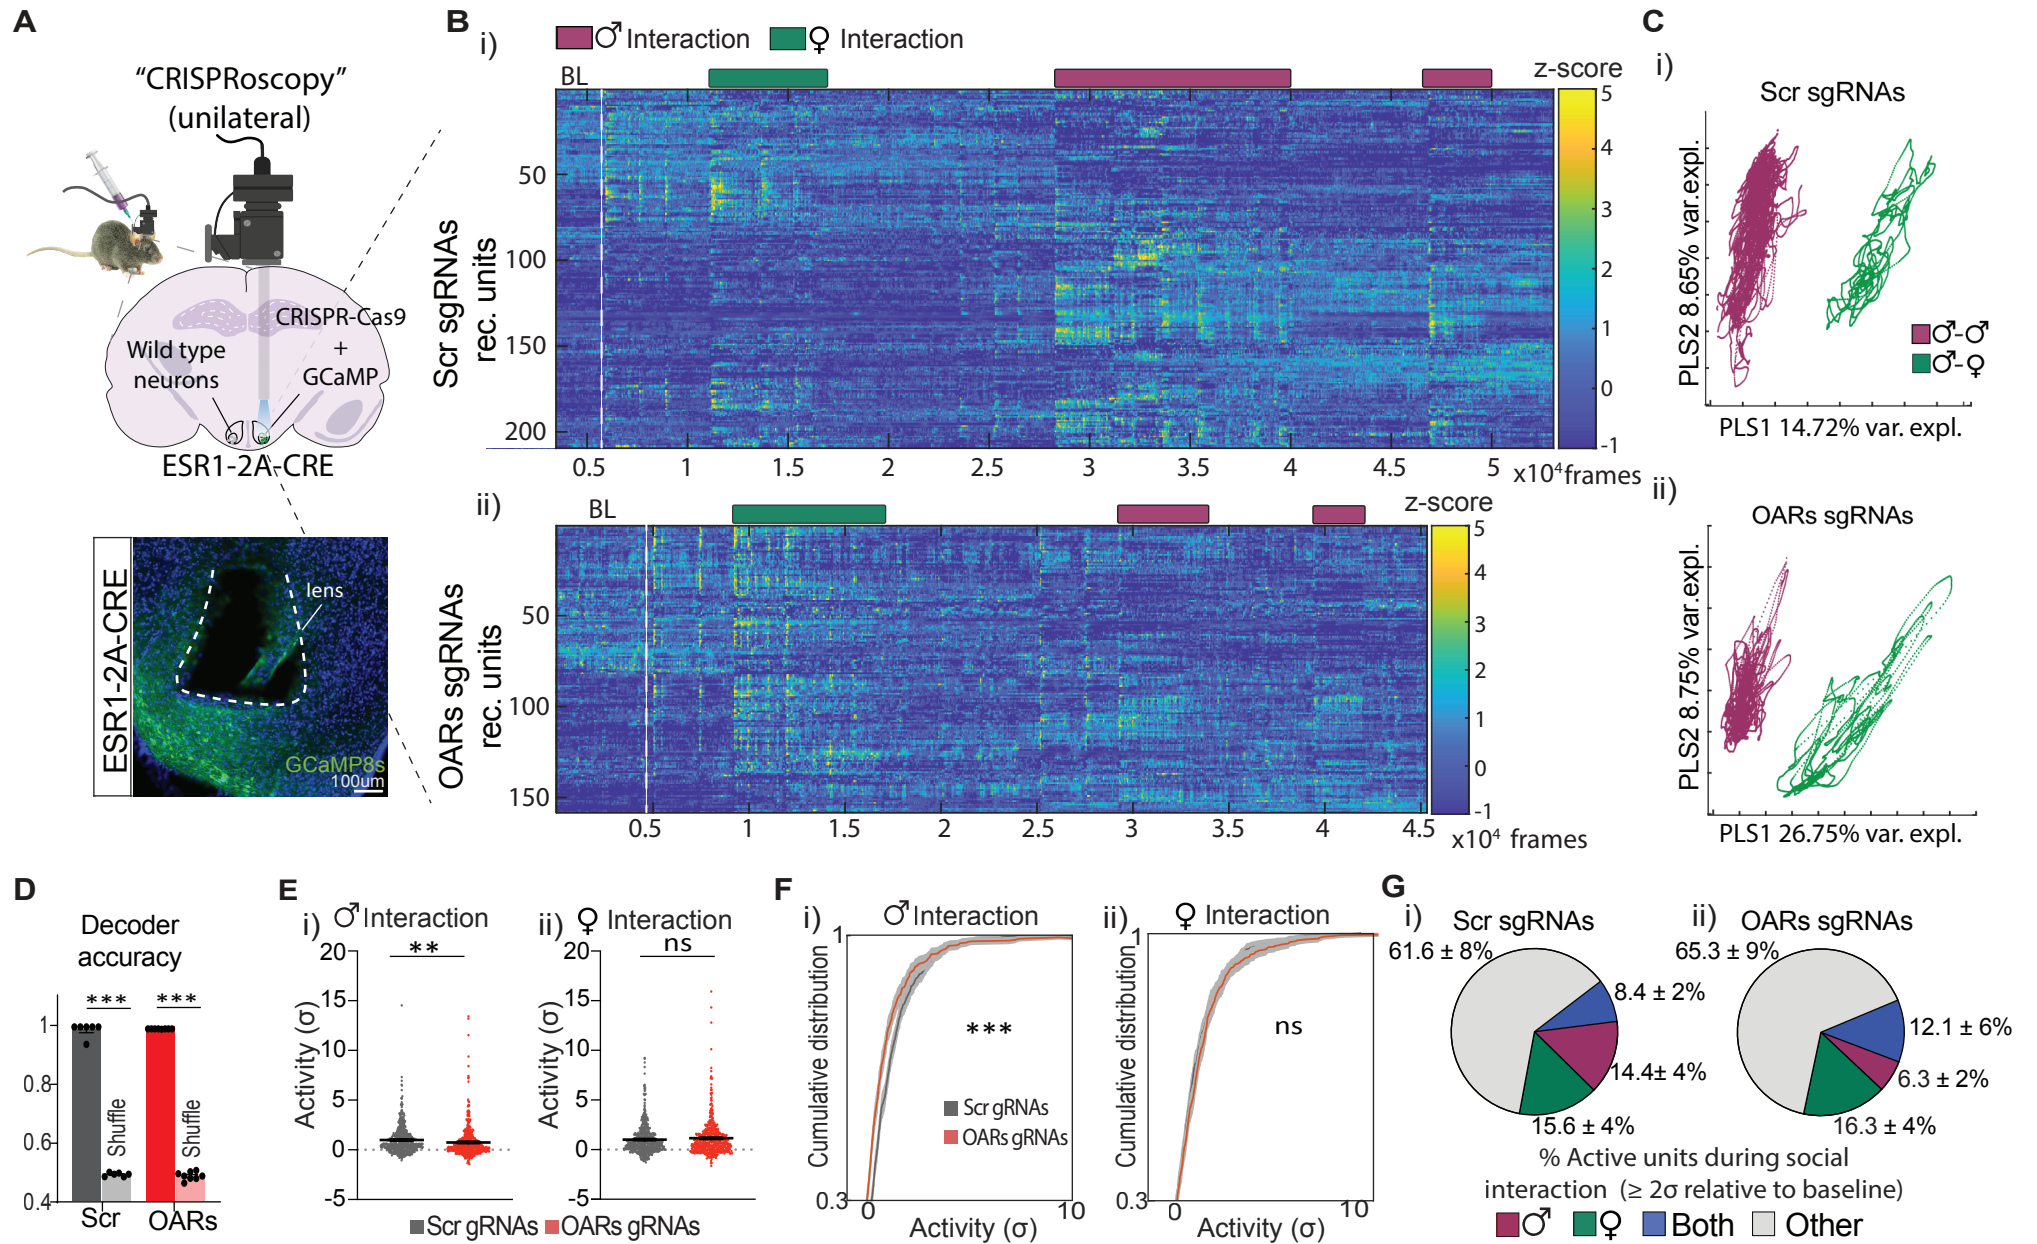 A
“CRISPRoscopy”
(unilateral)
CRISPR-Cas9
+
GCaMP
Wild type
neurons
ESR1-2A-CRE
ESR1-2A-CRE
lens
GCaMP8s
100um
B
i)
♂ Interaction
♀ Interaction
BL
z-score
5
4
3
2
1
0
-1
Scr sgRNAs
rec. units
50
100
150
200
0.5 1 1.5 2 2.5 3 3.5 4 4.5 5
x10⁴ frames
ii)
BL
z-score
5
4
3
2
1
0
-1
OARs sgRNAs
rec. units
50
100
150
0.5 1 1.5 2 2.5 3 3.5 4 4.5
x10⁴ frames
C
i)
Scr sgRNAs
PLS2 8.65% var.expl.
♂-♂
♂-♀
PLS1 14.72% var. expl.
ii)
OARs sgRNAs
PLS2 8.75% var.expl.
PLS1 26.75% var. expl.
D
Decoder
accuracy
*** ***
1
0.8
0.6
0.4
Shuffle
Shuffle
Scr OARs
E
i)
♂ Interaction
**
20
15
10
5
0
-5
Activity (σ)
ii)
♀ Interaction
ns
20
15
10
5
0
-5
Activity (σ)
Scr gRNAs OARs gRNAs
F
i)
♂ Interaction
1
Cumulative distribution
***
Scr gRNAs
OARs gRNAs
0.3
0 10
Activity (σ)
ii)
♀ Interaction
1
Cumulative distribution
ns
0.3
0 10
Activity (σ)
G
i)
Scr sgRNAs
61.6 ± 8%
8.4 ± 2%
14.4± 4%
15.6 ± 4%
ii)
OARs sgRNAs
65.3 ± 9%
12.1 ± 6%
6.3 ± 2%
16.3 ± 4%
% Active units during social
interaction (≥ 2σ relative to baseline)
♂ ♀ Both Other